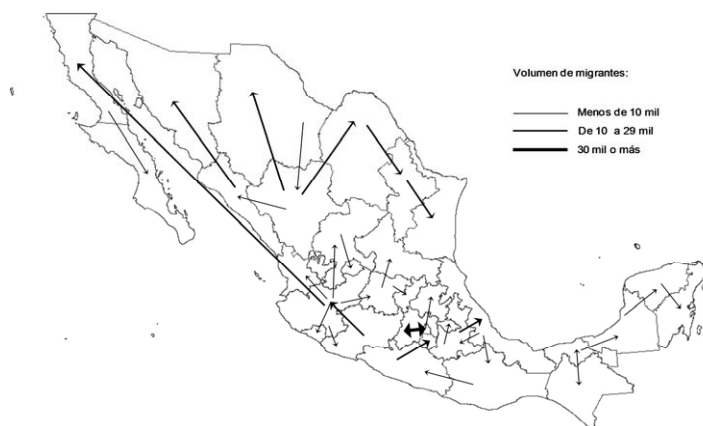 Volumen de migrantes:
Menos de 10 mil
De 10 a 29 mil
30 mil o más